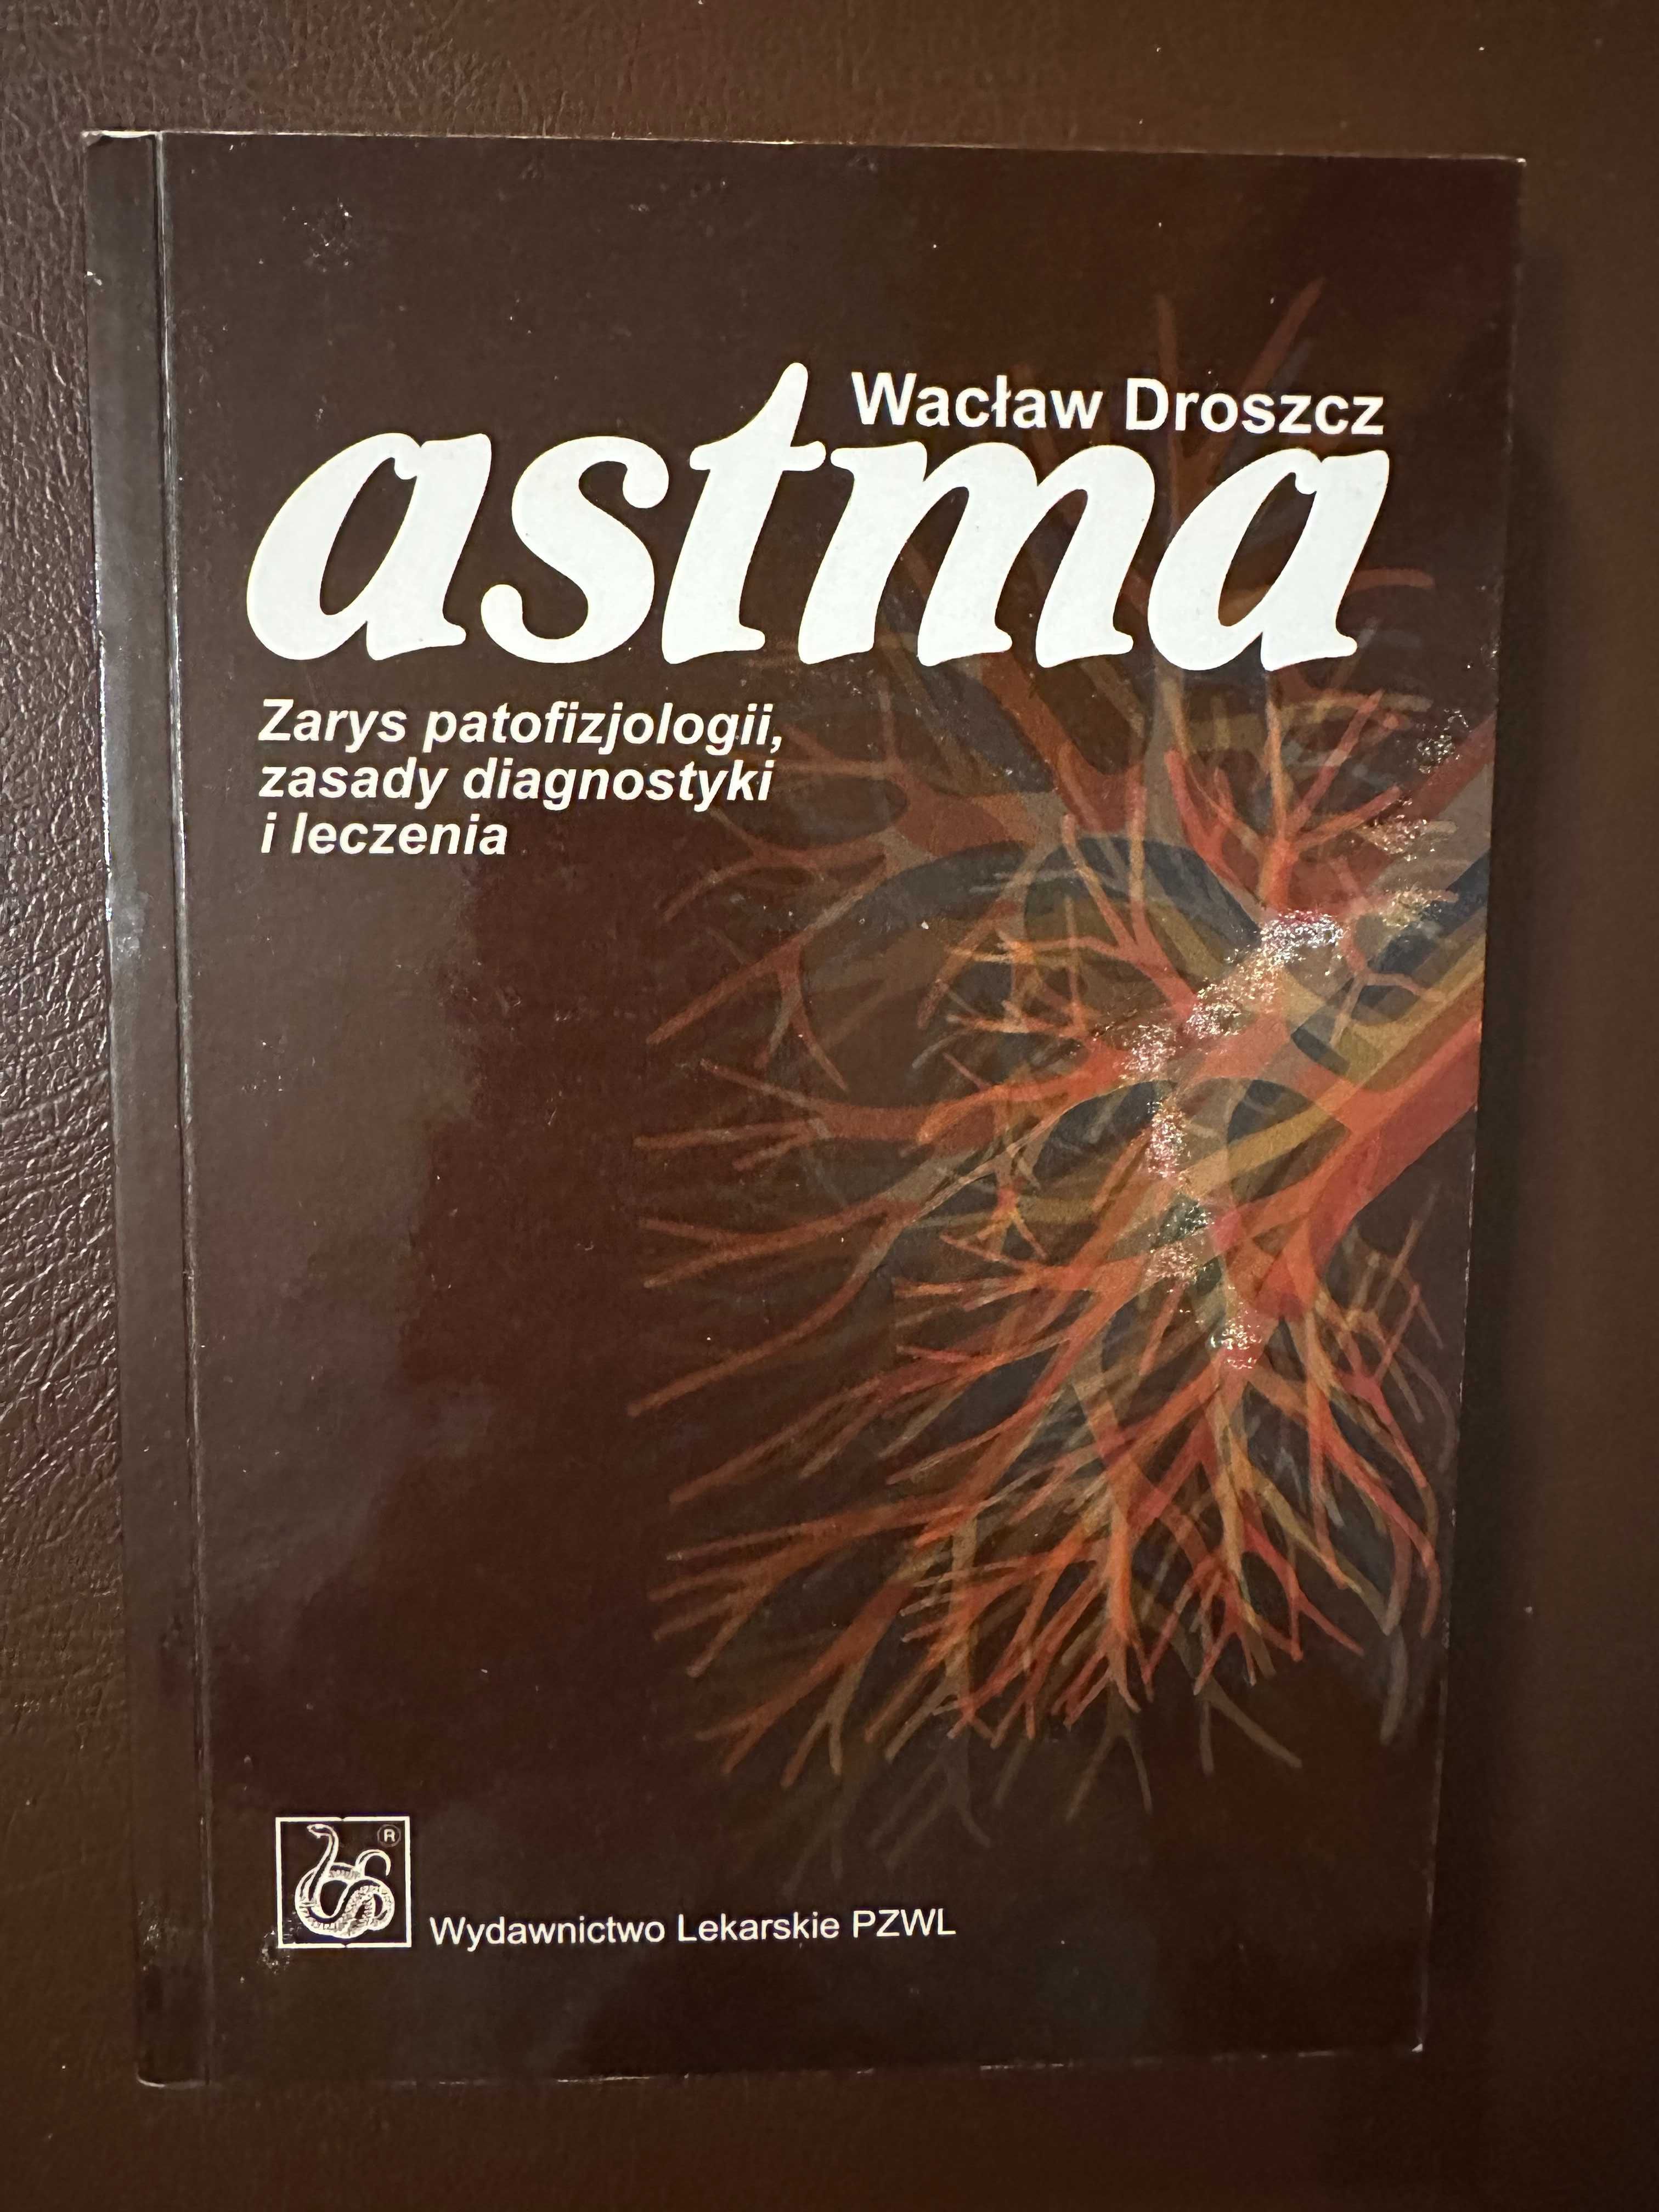 Wacław Droszcz
astma
Zarys patofizjologii,
zasady diagnostyki
i leczenia
®
Wydawnictwo Lekarskie PZWL